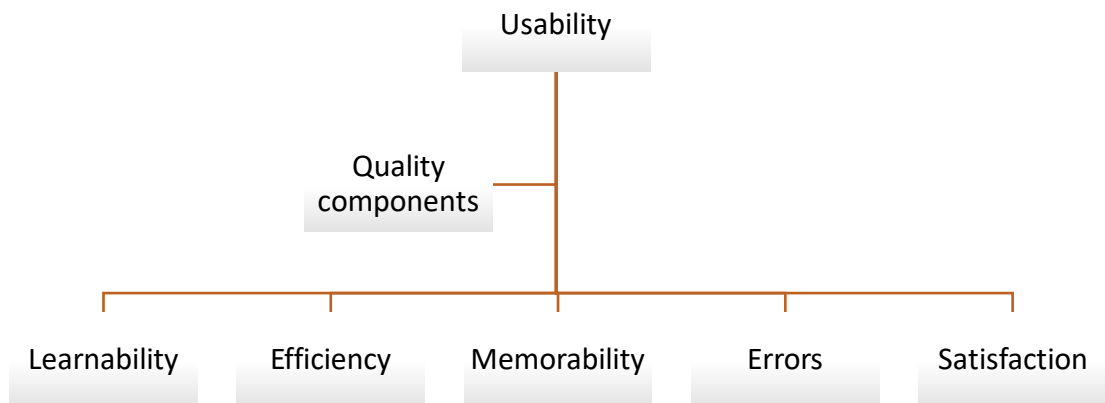 Usability
Quality
components
Learnability
Efficiency
Memorability
Errors
Satisfaction